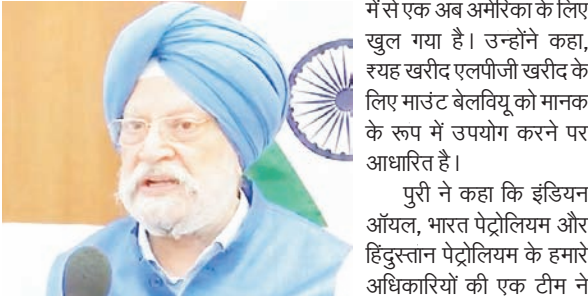 में से एक अब अमेरिका के लिए
खुल गया है। उन्होंने कहा,
₹यह खरीद एलपीजी खरीद के
लिए माउंट बेलवियू को मानक
के रूप में उपयोग करने पर
आधारित है।
पुरी ने कहा कि इंडियन
ऑयल, भारत पेट्रोलियम और
हिंदुस्तान पेट्रोलियम के हमारे
अधिकारियों की एक टीम ने